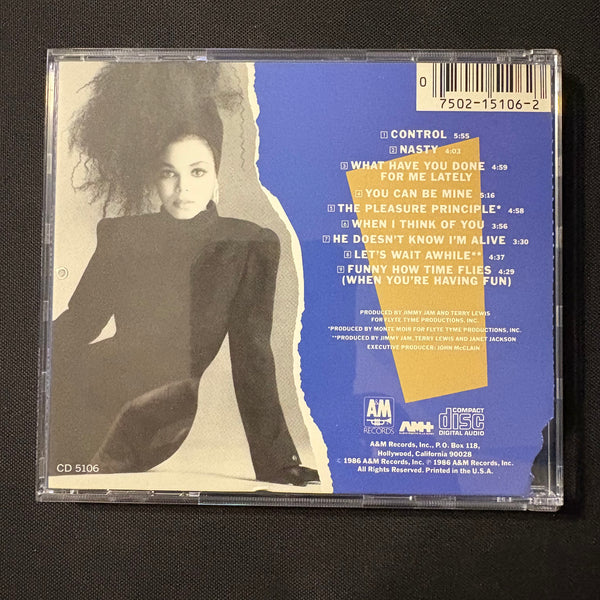 0
7502-15106-2
1 CONTROL 5:55
2 NASTY 4:03
3 WHAT HAVE YOU DONE 4:59
FOR ME LATELY
4 YOU CAN BE MINE 5:16
5 THE PLEASURE PRINCIPLE* 4:58
6 WHEN I THINK OF YOU 3:56
7 HE DOESN'T KNOW I'M ALIVE 3:30
8 LET'S WAIT AWHILE** 4:37
9 FUNNY HOW TIME FLIES 4:29
(WHEN YOU'RE HAVING FUN)
PRODUCED BY JIMMY JAM AND TERRY LEWIS
FOR FLYTE TYME PRODUCTIONS, INC.
*PRODUCED BY MONTE MOIR FOR FLYTE TYME PRODUCTIONS, INC.
**PRODUCED BY JIMMY JAM, TERRY LEWIS AND JANET JACKSON
EXECUTIVE PRODUCER: JOHN McCLAIN
A&M
RECORDS
AM+
COMPACT
disc
DIGITAL AUDIO
A&M Records, Inc., P.O. Box 118,
Hollywood, California 90028
© 1986 A&M Records, Inc. ℗ 1986 A&M Records, Inc.
All Rights Reserved. Printed in the U.S.A.
CD 5106